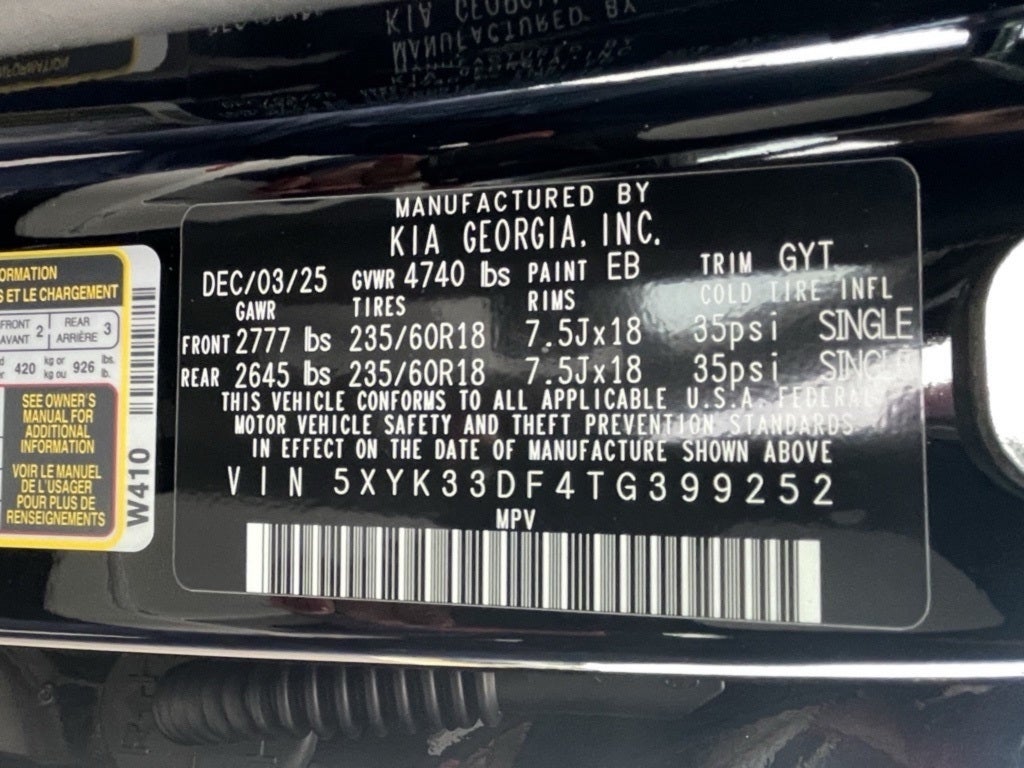 MANUFACTURED BY
KIA GEORGIA, INC.
DEC/03/25 GVWR 4740 lbs PAINT EB TRIM GYT
GAWR TIRES RIMS COLD TIRE INFL
FRONT 2777 lbs 235/60R18 7.5Jx18 35psi SINGLE
REAR 2645 lbs 235/60R18 7.5Jx18 35psi SINGLE
THIS VEHICLE CONFORMS TO ALL APPLICABLE U.S.A. FEDERAL
MOTOR VEHICLE SAFETY AND THEFT PREVENTION STANDARDS
IN EFFECT ON THE DATE OF MANUFACTURE SHOWN ABOVE
VIN 5XYK33DF4TG399252
MPV
ET LE CHARGEMENT
FRONT 2 REAR 3
AVANT ARRIÈRE
420 kg or 926 lbs.
kg ou lb.
SEE OWNER'S
MANUAL FOR
ADDITIONAL
INFORMATION
VOIR LE MANUEL
DE L'USAGER
POUR PLUS DE
RENSEIGNEMENTS
W410